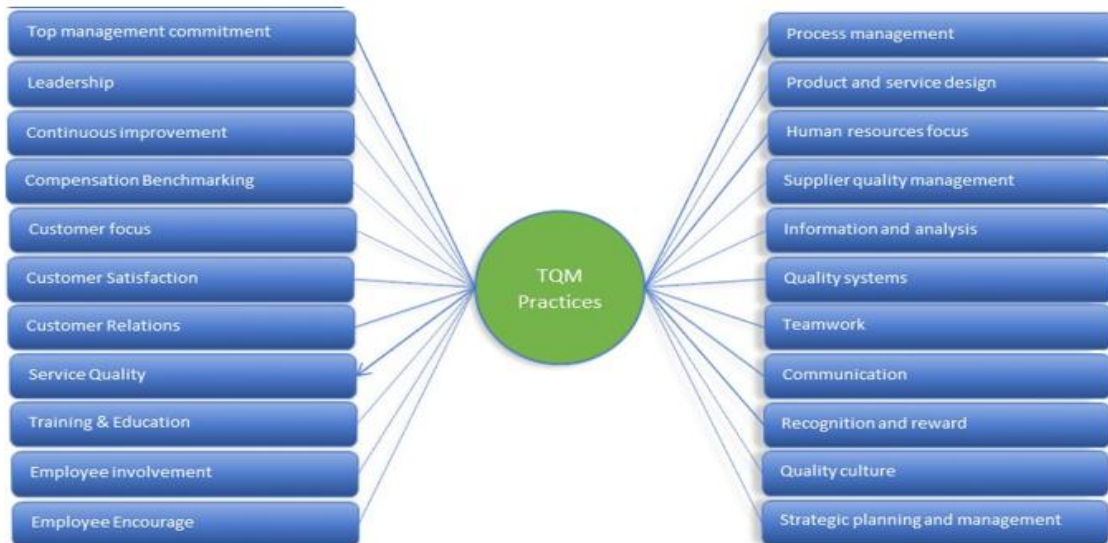 Top management commitment
Leadership
Continuous improvement
Compensation Benchmarking
Customer focus
Customer Satisfaction
Customer Relations
Service Quality
Training & Education
Employee involvement
Employee Encourage
TQM
Practices
Process management
Product and service design
Human resources focus
Supplier quality management
Information and analysis
Quality systems
Teamwork
Communication
Recognition and reward
Quality culture
Strategic planning and management